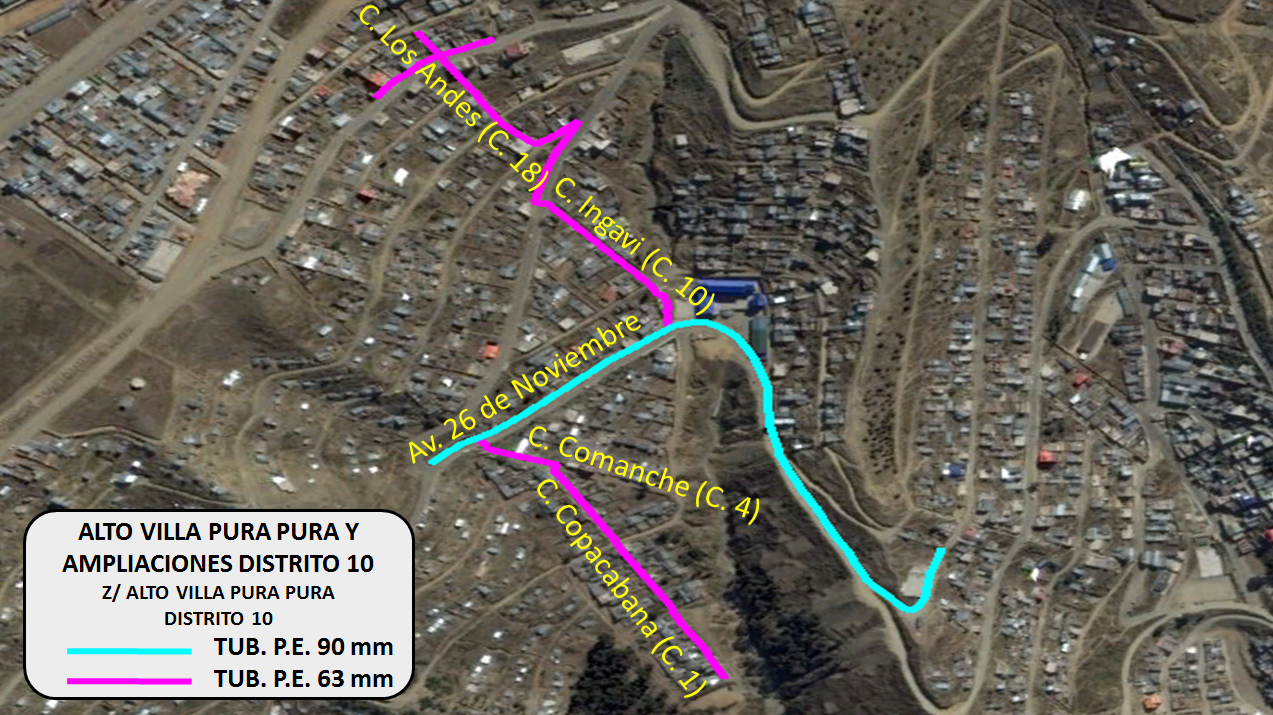 C. Los Andes (C. 18)
C. Ingavi (C. 10)
Av. 26 de Noviembre
C. Comanche (C. 4)
C. Copacabana (C. 1)
ALTO VILLA PURA PURA Y
AMPLIACIONES DISTRITO 10
Z/ ALTO VILLA PURA PURA
DISTRITO 10
TUB. P.E. 90 mm
TUB. P.E. 63 mm